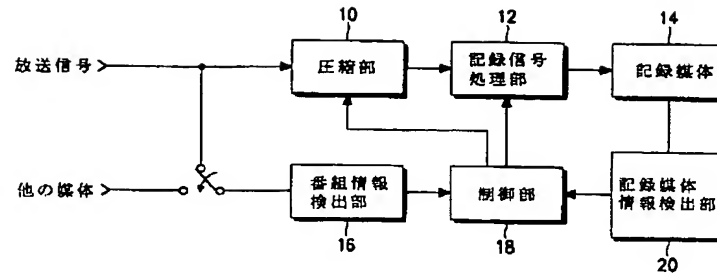 10
12
14
放送信号
圧縮部
記録信号
処理部
記録媒体
他の媒体
番組情報
検出部
制御部
記録媒体
情報検出部
16
18
20